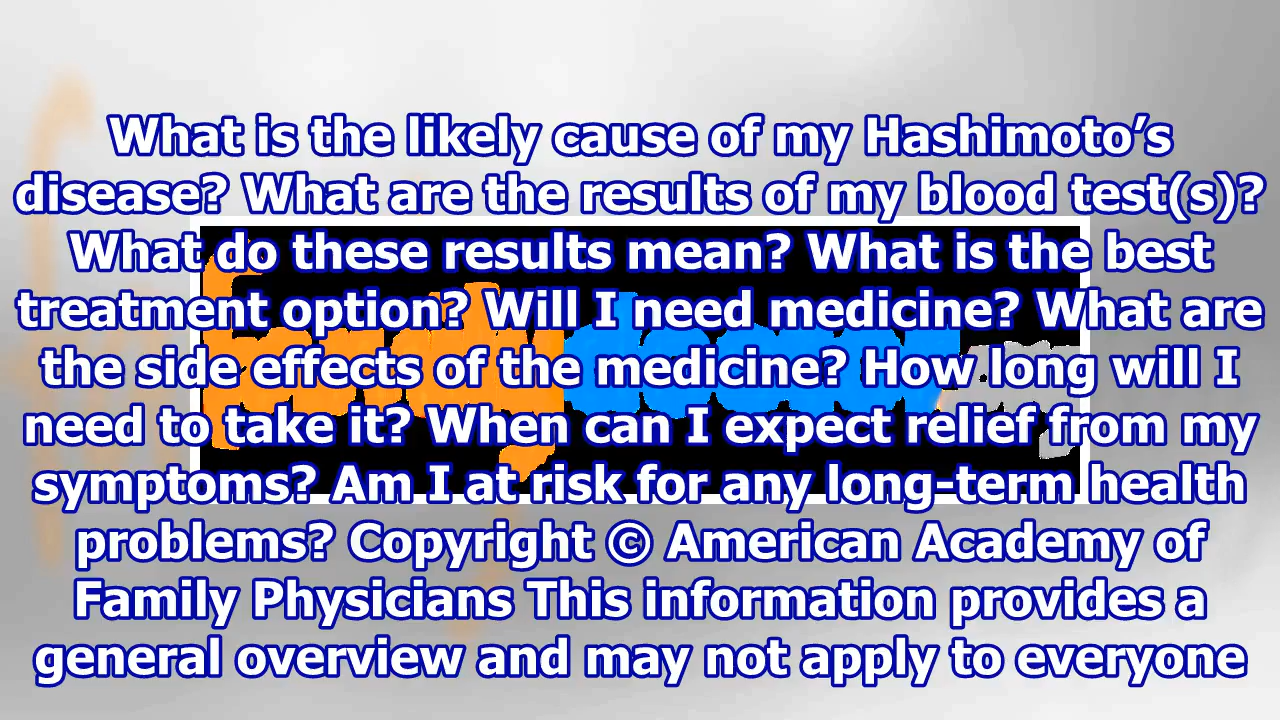 What is the likely cause of my Hashimoto’s
disease? What are the results of my blood test(s)?
What do these results mean? What is the best
treatment option? Will I need medicine? What are
the side effects of the medicine? How long will I
need to take it? When can I expect relief from my
symptoms? Am I at risk for any long-term health
problems? Copyright © American Academy of
Family Physicians This information provides a
general overview and may not apply to everyone